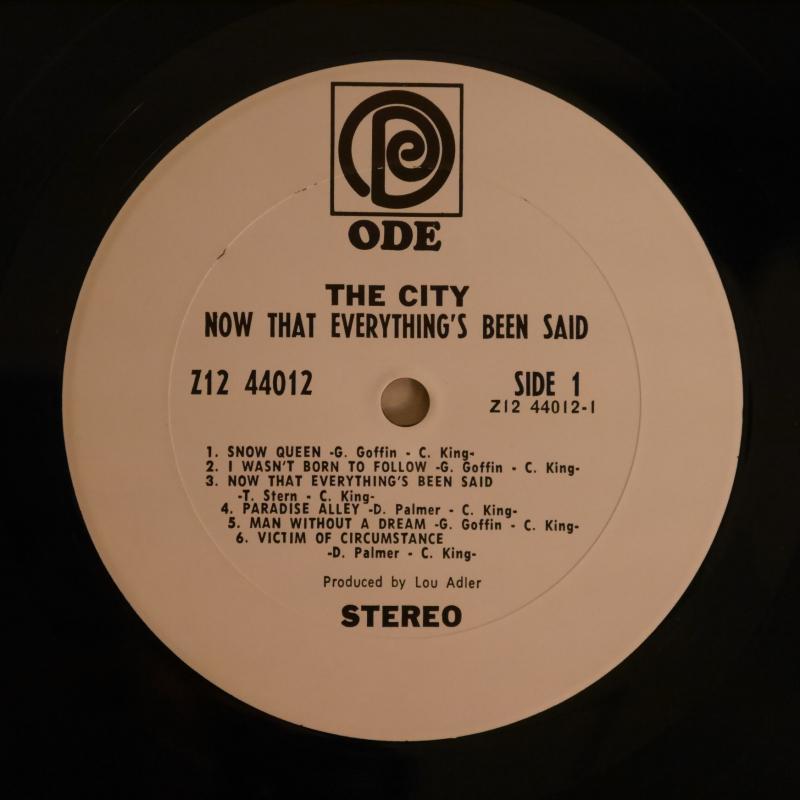 ODE
THE CITY
NOW THAT EVERYTHING'S BEEN SAID
Z12 44012
SIDE 1
Z12 44012-1
1. SNOW QUEEN -G. Goffin - C. King-
2. I WASN'T BORN TO FOLLOW -G. Goffin - C. King-
3. NOW THAT EVERYTHING'S BEEN SAID
-T. Stern - C. King-
4. PARADISE ALLEY -D. Palmer - C. King-
5. MAN WITHOUT A DREAM -G. Goffin - C. King-
6. VICTIM OF CIRCUMSTANCE
-D. Palmer - C. King-
Produced by Lou Adler
STEREO